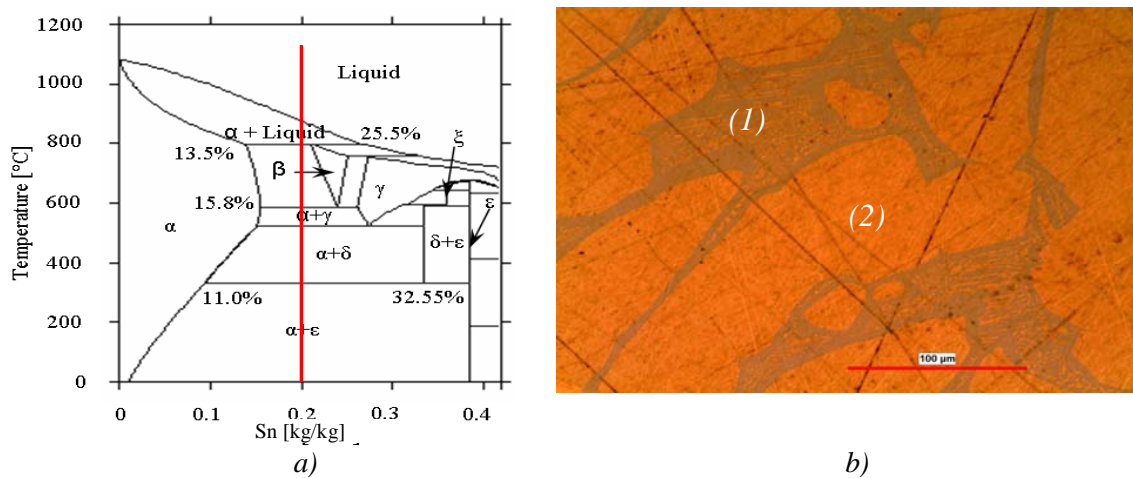 1200
1000
800
600
400
200
0
Temperature [°C]
Liquid
α + Liquid
25.5%
ξ
13.5%
β
γ
ε
15.8%
α
α+γ
δ+ε
α+δ
11.0%
32.55%
α+ε
0
0.1
0.2
0.3
0.4
Sn [kg/kg]
a)
(1)
(2)
100 µm
b)